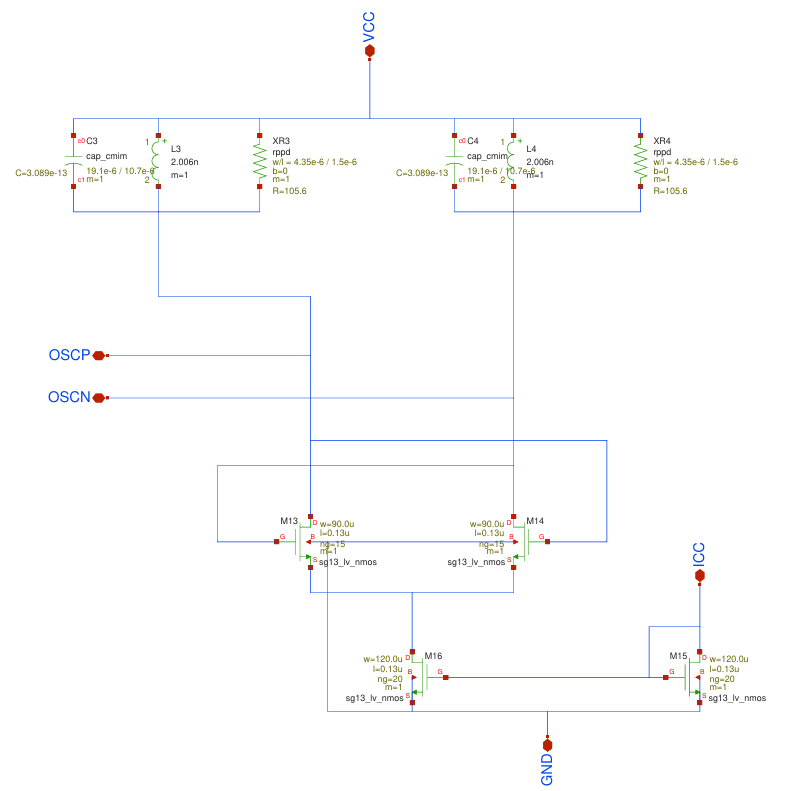 VCC
c0 C3
cap_cmim
C=3.089e-13
19.1e-6 / 10.7e-6
c1 m=1
1 +
L3
2.006n
m=1
2
XR3
rppd
w/l = 4.35e-6 / 1.5e-6
b=0
m=1
R=105.6
c0 C4
cap_cmim
C=3.089e-13
19.1e-6 / 10.7e-6
c1 m=1
1 +
L4
2.006n
m=1
2
XR4
rppd
w/l = 4.35e-6 / 1.5e-6
b=0
m=1
R=105.6
OSCP
OSCN
M13
D
G
B
S
w=90.0u
l=0.13u
ng=15
m=1
sg13_lv_nmos
M14
D
G
B
S
w=90.0u
l=0.13u
ng=15
m=1
sg13_lv_nmos
ICC
M16
D
G
B
S
w=120.0u
l=0.13u
ng=20
m=1
sg13_lv_nmos
M15
D
G
B
S
w=120.0u
l=0.13u
ng=20
m=1
sg13_lv_nmos
GND